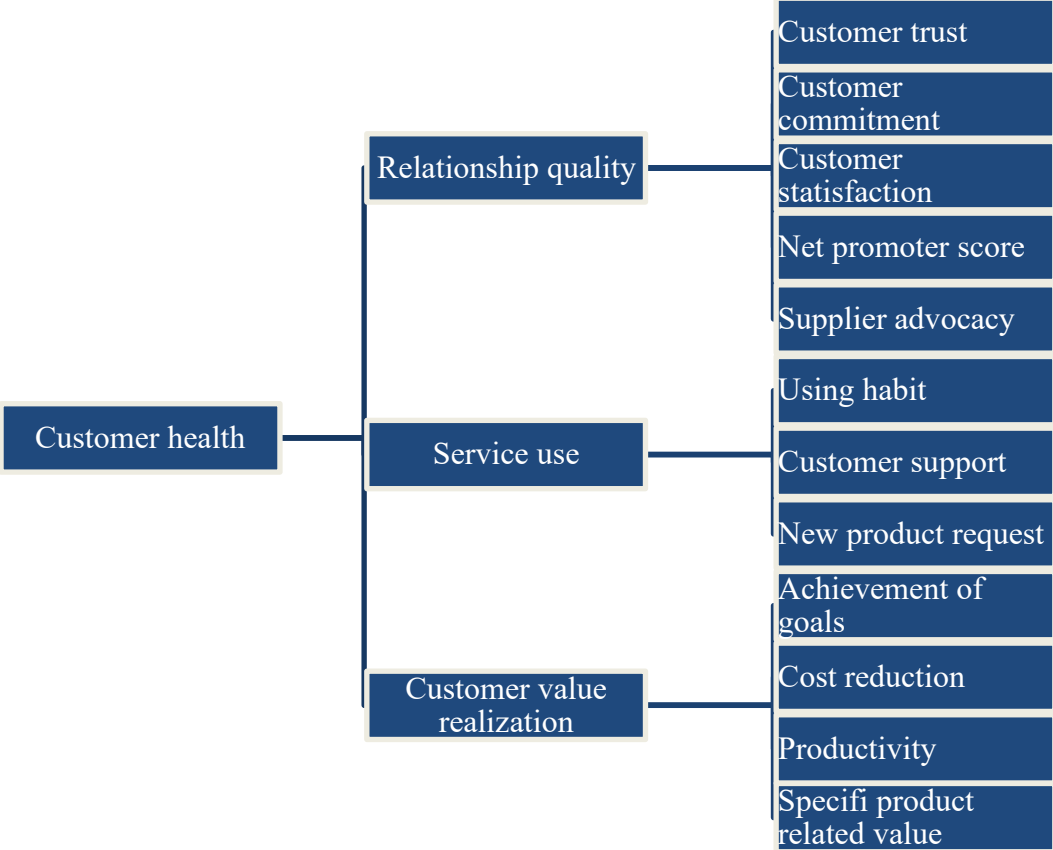 Customer health
Relationship quality
Customer trust
Customer
commitment
Customer
statisfaction
Net promoter score
Supplier advocacy
Service use
Using habit
Customer support
New product request
Customer value
realization
Achievement of
goals
Cost reduction
Productivity
Specifi product
related value